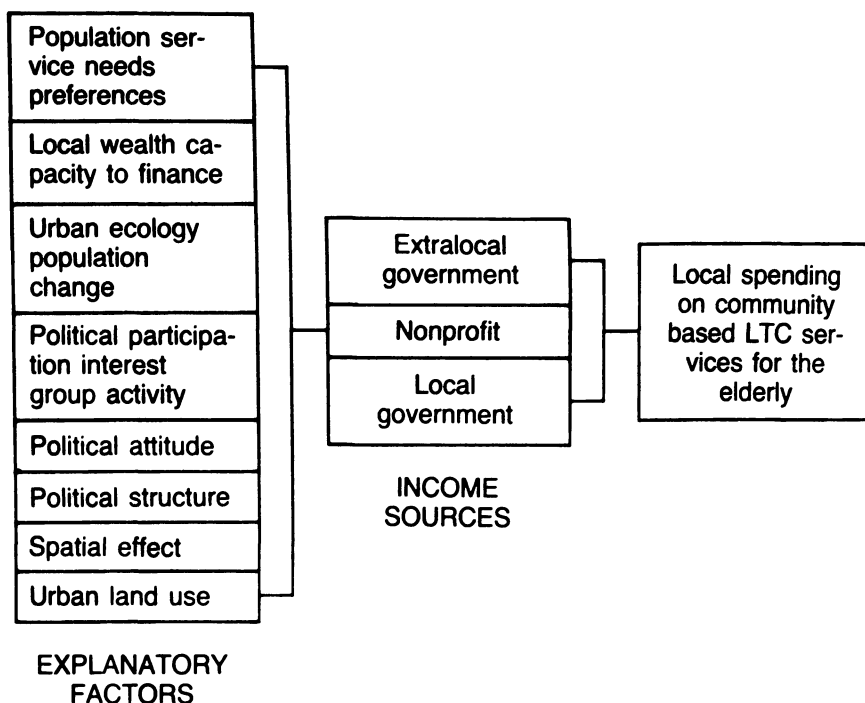 Population ser-
vice needs
preferences
Local wealth ca-
pacity to finance
Urban ecology
population
change
Political participa-
tion interest
group activity
Political attitude
Political structure
Spatial effect
Urban land use
EXPLANATORY
FACTORS
Extralocal
government
Nonprofit
Local
government
INCOME
SOURCES
Local spending
on community
based LTC ser-
vices for the
elderly